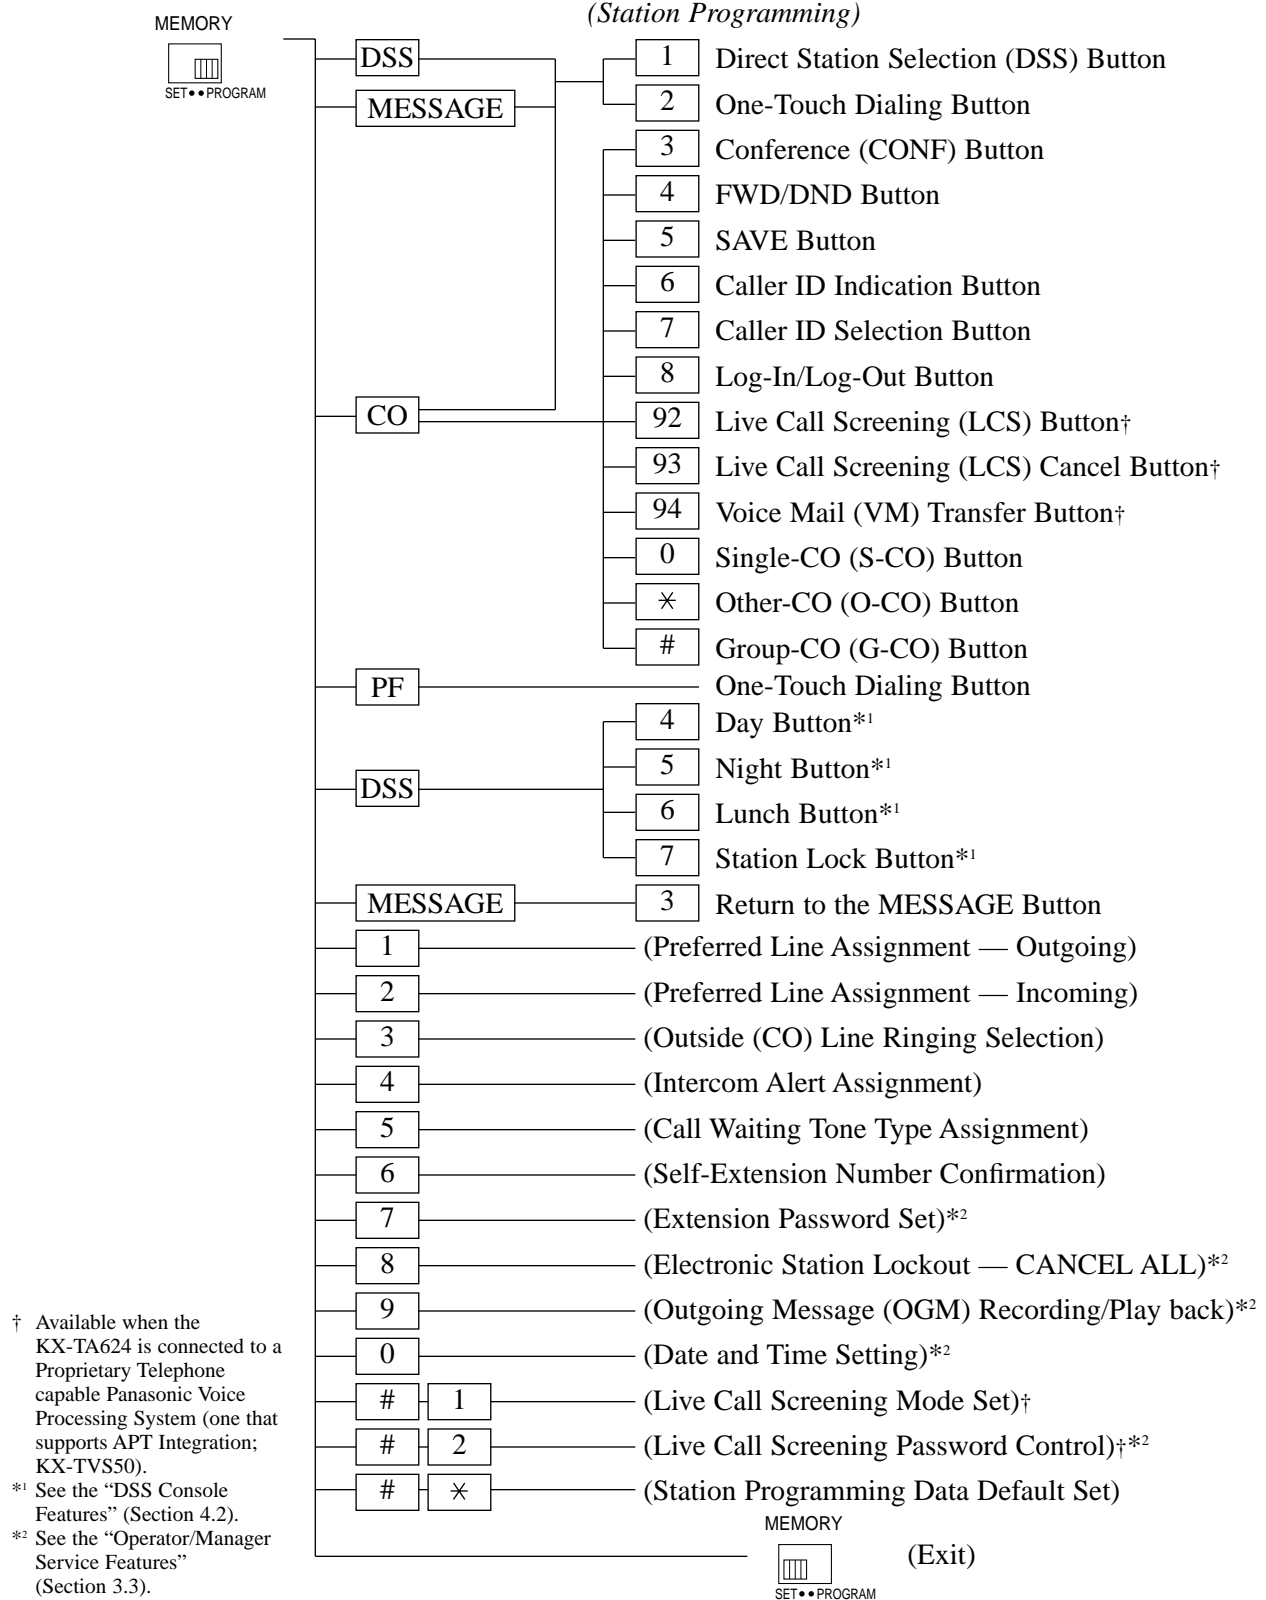 (Station Programming)
MEMORY
SET●●PROGRAM
DSS
1 Direct Station Selection (DSS) Button
MESSAGE
2 One-Touch Dialing Button
3 Conference (CONF) Button
4 FWD/DND Button
5 SAVE Button
6 Caller ID Indication Button
7 Caller ID Selection Button
8 Log-In/Log-Out Button
CO
92 Live Call Screening (LCS) Button†
93 Live Call Screening (LCS) Cancel Button†
94 Voice Mail (VM) Transfer Button†
0 Single-CO (S-CO) Button
* Other-CO (O-CO) Button
# Group-CO (G-CO) Button
PF One-Touch Dialing Button
4 Day Button*1
5 Night Button*1
DSS
6 Lunch Button*1
7 Station Lock Button*1
MESSAGE 3 Return to the MESSAGE Button
1 (Preferred Line Assignment — Outgoing)
2 (Preferred Line Assignment — Incoming)
3 (Outside (CO) Line Ringing Selection)
4 (Intercom Alert Assignment)
5 (Call Waiting Tone Type Assignment)
6 (Self-Extension Number Confirmation)
7 (Extension Password Set)*2
8 (Electronic Station Lockout — CANCEL ALL)*2
9 (Outgoing Message (OGM) Recording/Play back)*2
0 (Date and Time Setting)*2
# 1 (Live Call Screening Mode Set)†
# 2 (Live Call Screening Password Control)†*2
# * (Station Programming Data Default Set)
MEMORY
(Exit)
SET●●PROGRAM
† Available when the
KX-TA624 is connected to a
Proprietary Telephone
capable Panasonic Voice
Processing System (one that
supports APT Integration;
KX-TVS50).
*1 See the “DSS Console
Features” (Section 4.2).
*2 See the “Operator/Manager
Service Features”
(Section 3.3).